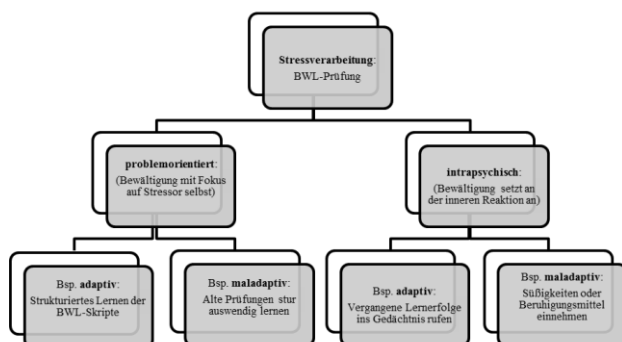 Stressverarbeitung:
BWL-Prüfung
problemorientiert:
(Bewältigung mit Fokus
auf Stressor selbst)
intrapsychisch:
(Bewältigung setzt an
der inneren Reaktion an)
Bsp. adaptiv:
Strukturiertes Lernen der
BWL-Skripte
Bsp. maladaptiv:
Alte Prüfungen stur
auswendig lernen
Bsp. adaptiv:
Vergangene Lernerfolge
ins Gedächtnis rufen
Bsp. maladaptiv:
Süßigkeiten oder
Beruhigungsmittel
einnehmen